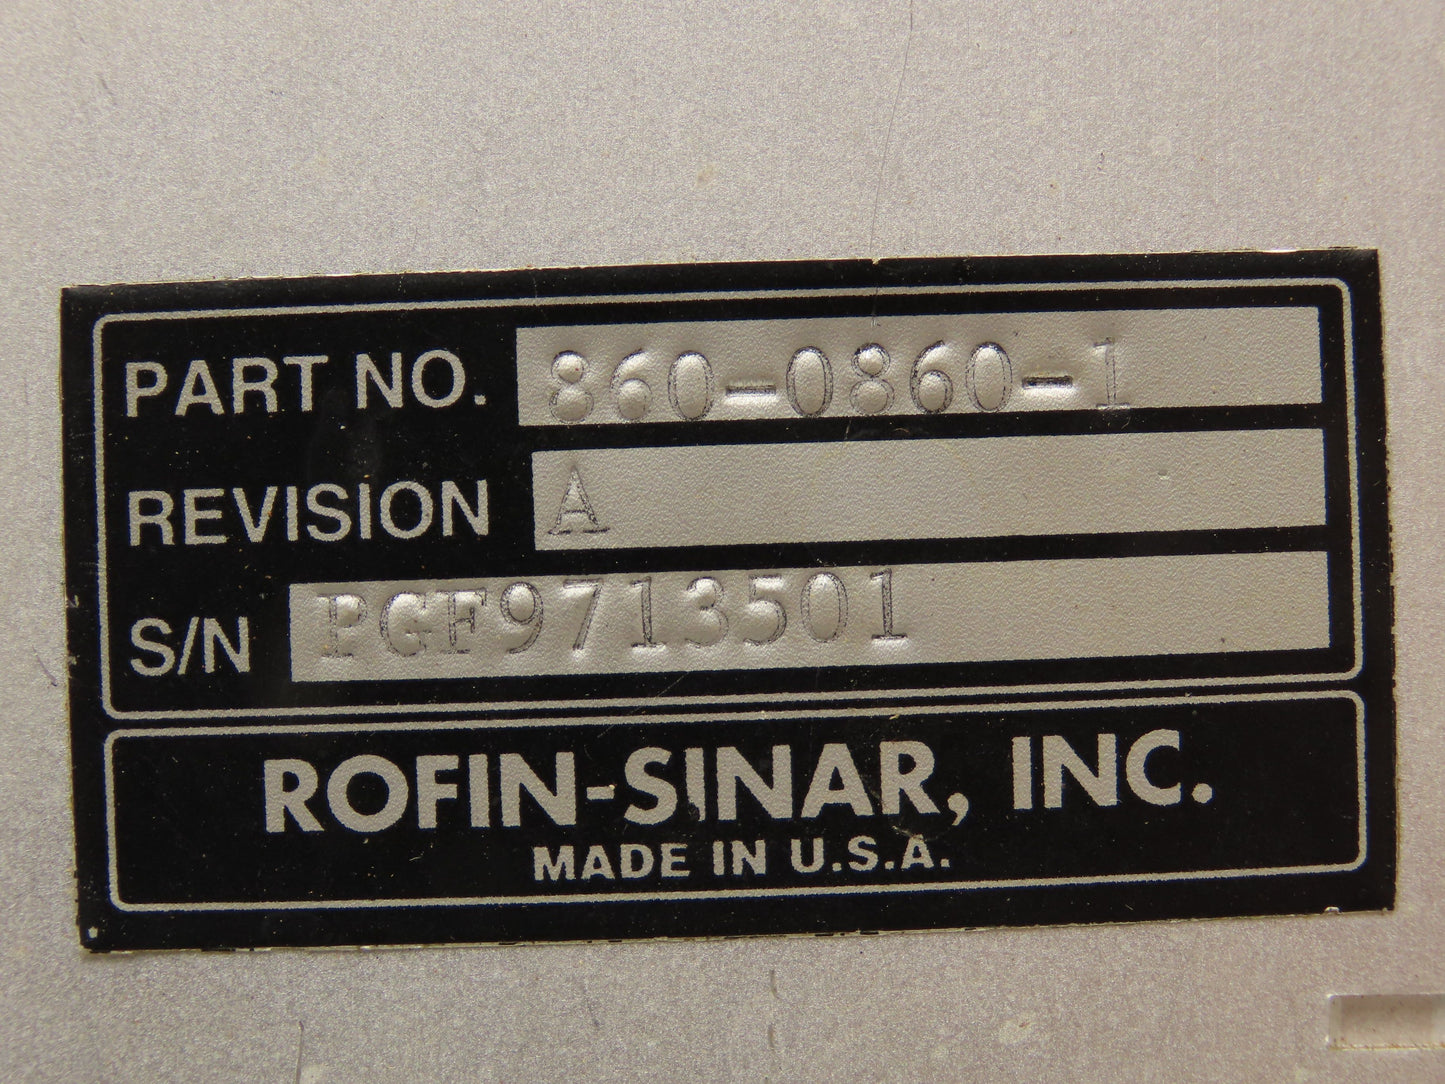 PART NO. 860-0860-1
REVISION A
S/N PGF9713501
ROFIN-SINAR, INC.
MADE IN U.S.A.